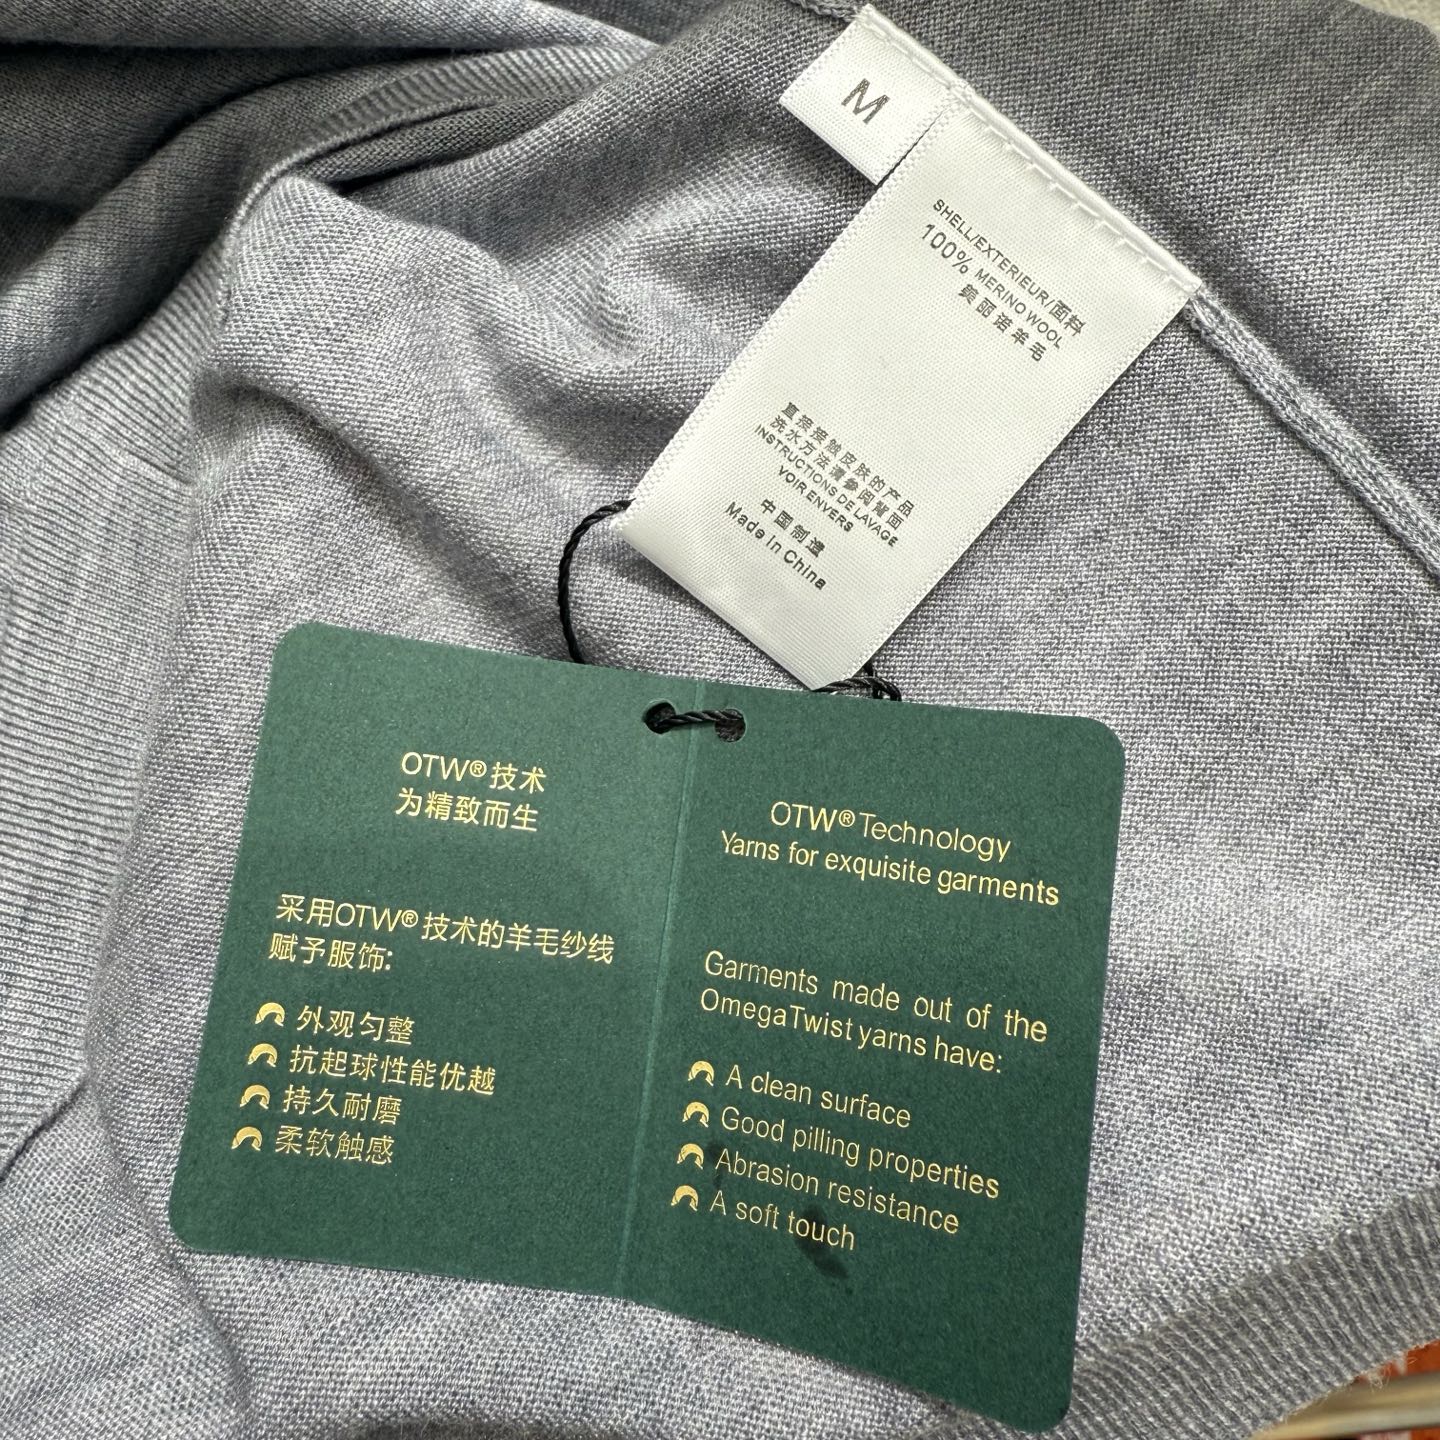 M
SHELL/EXTERIEUR/面料
100% MERINO WOOL
美丽诺羊毛
直接接触皮肤的产品
洗水方法请参阅背面
INSTRUCTIONS DE LAVAGE
VOIR ENVERS
中国制造
Made In China
OTW®技术
为精致而生
采用OTW®技术的羊毛纱线
赋予服饰:
外观匀整
抗起球性能优越
持久耐磨
柔软触感
OTW®Technology
Yarns for exquisite garments
Garments made out of the
OmegaTwist yarns have:
A clean surface
Good pilling properties
Abrasion resistance
A soft touch